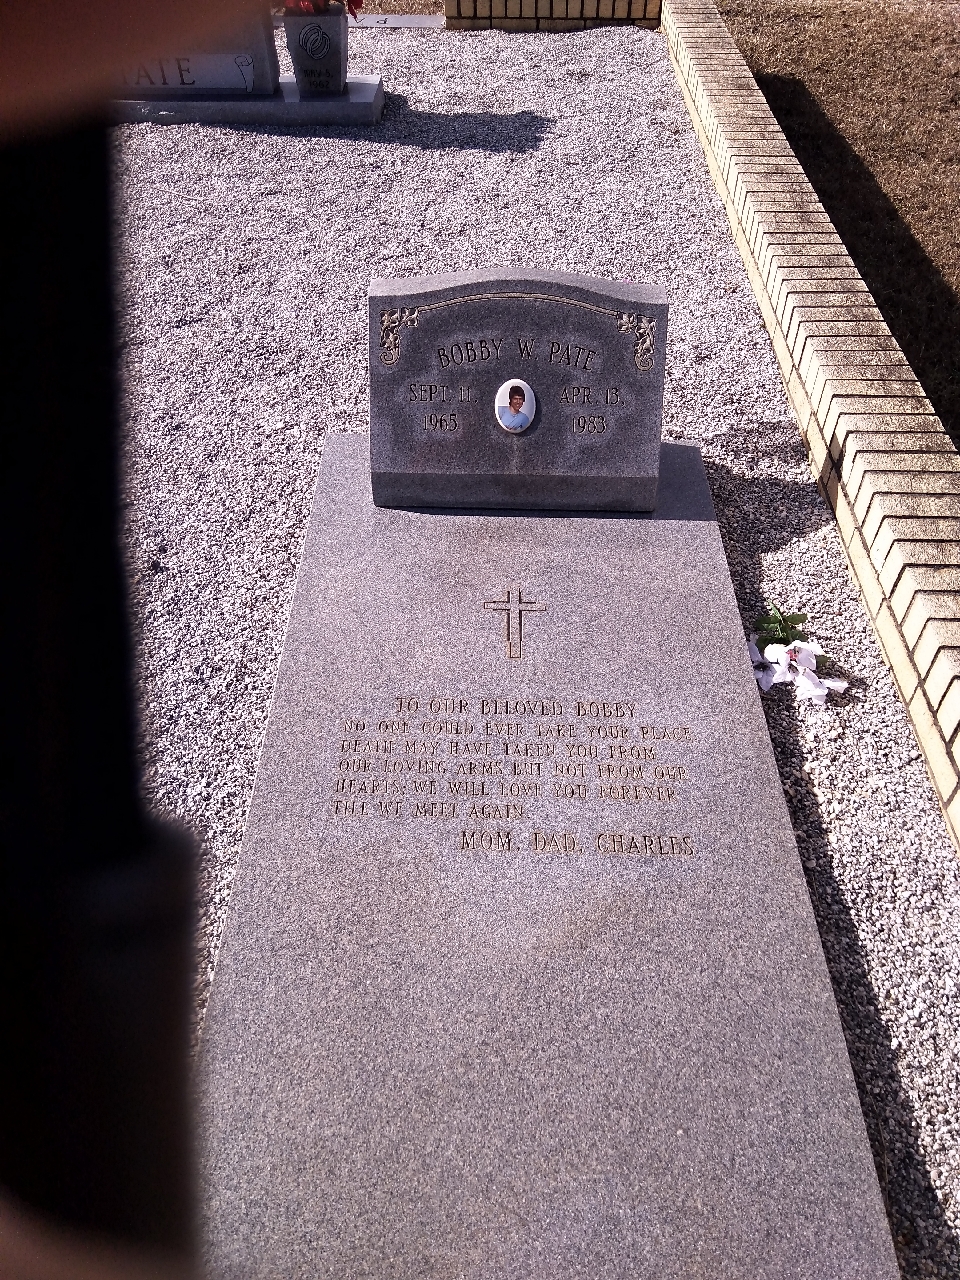 PATE
BOBBY W. PATE
SEPT. 11, APR. 13,
1965 1983
TO OUR BELOVED BOBBY
NO ONE COULD EVER TAKE YOUR PLACE.
DEATH MAY HAVE TAKEN YOU FROM
OUR LOVING ARMS BUT NOT FROM OUR
HEARTS; WE WILL LOVE YOU FOREVER
TILL WE MEET AGAIN.
MOM, DAD, CHARLES